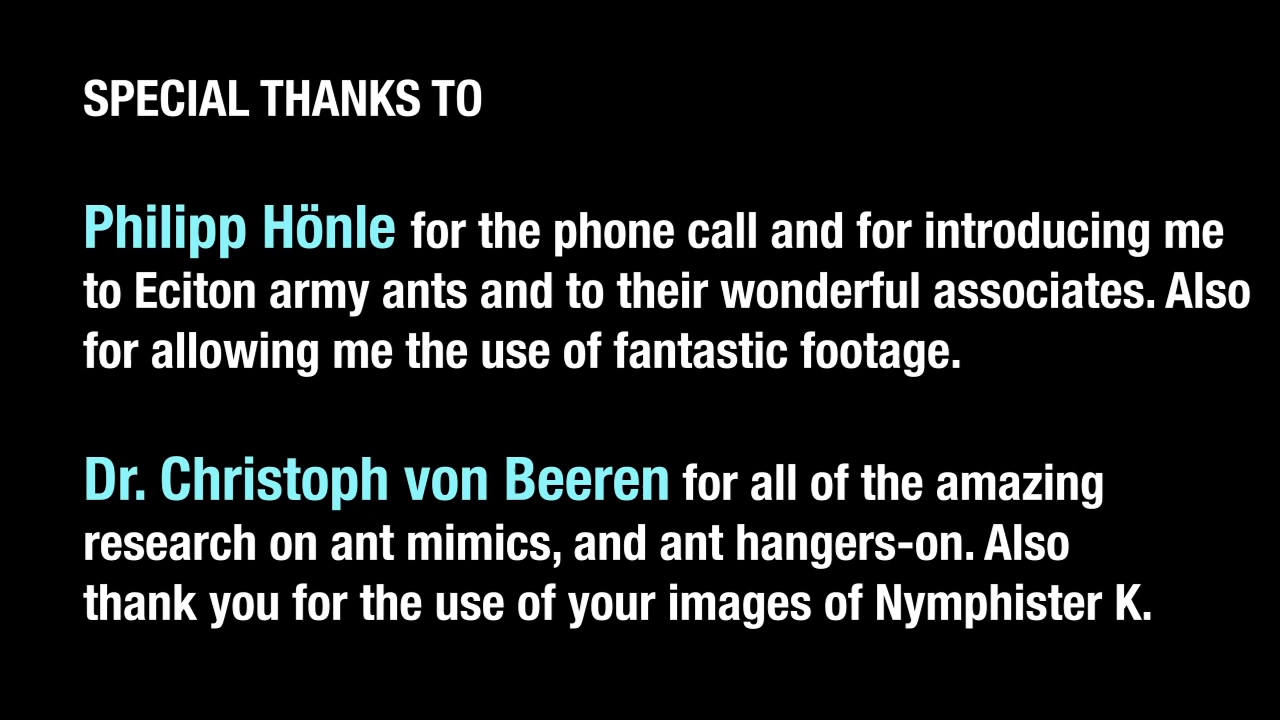 SPECIAL THANKS TO
Philipp Hönle for the phone call and for introducing me
to Eciton army ants and to their wonderful associates. Also
for allowing me the use of fantastic footage.
Dr. Christoph von Beeren for all of the amazing
research on ant mimics, and ant hangers-on. Also
thank you for the use of your images of Nymphister K.